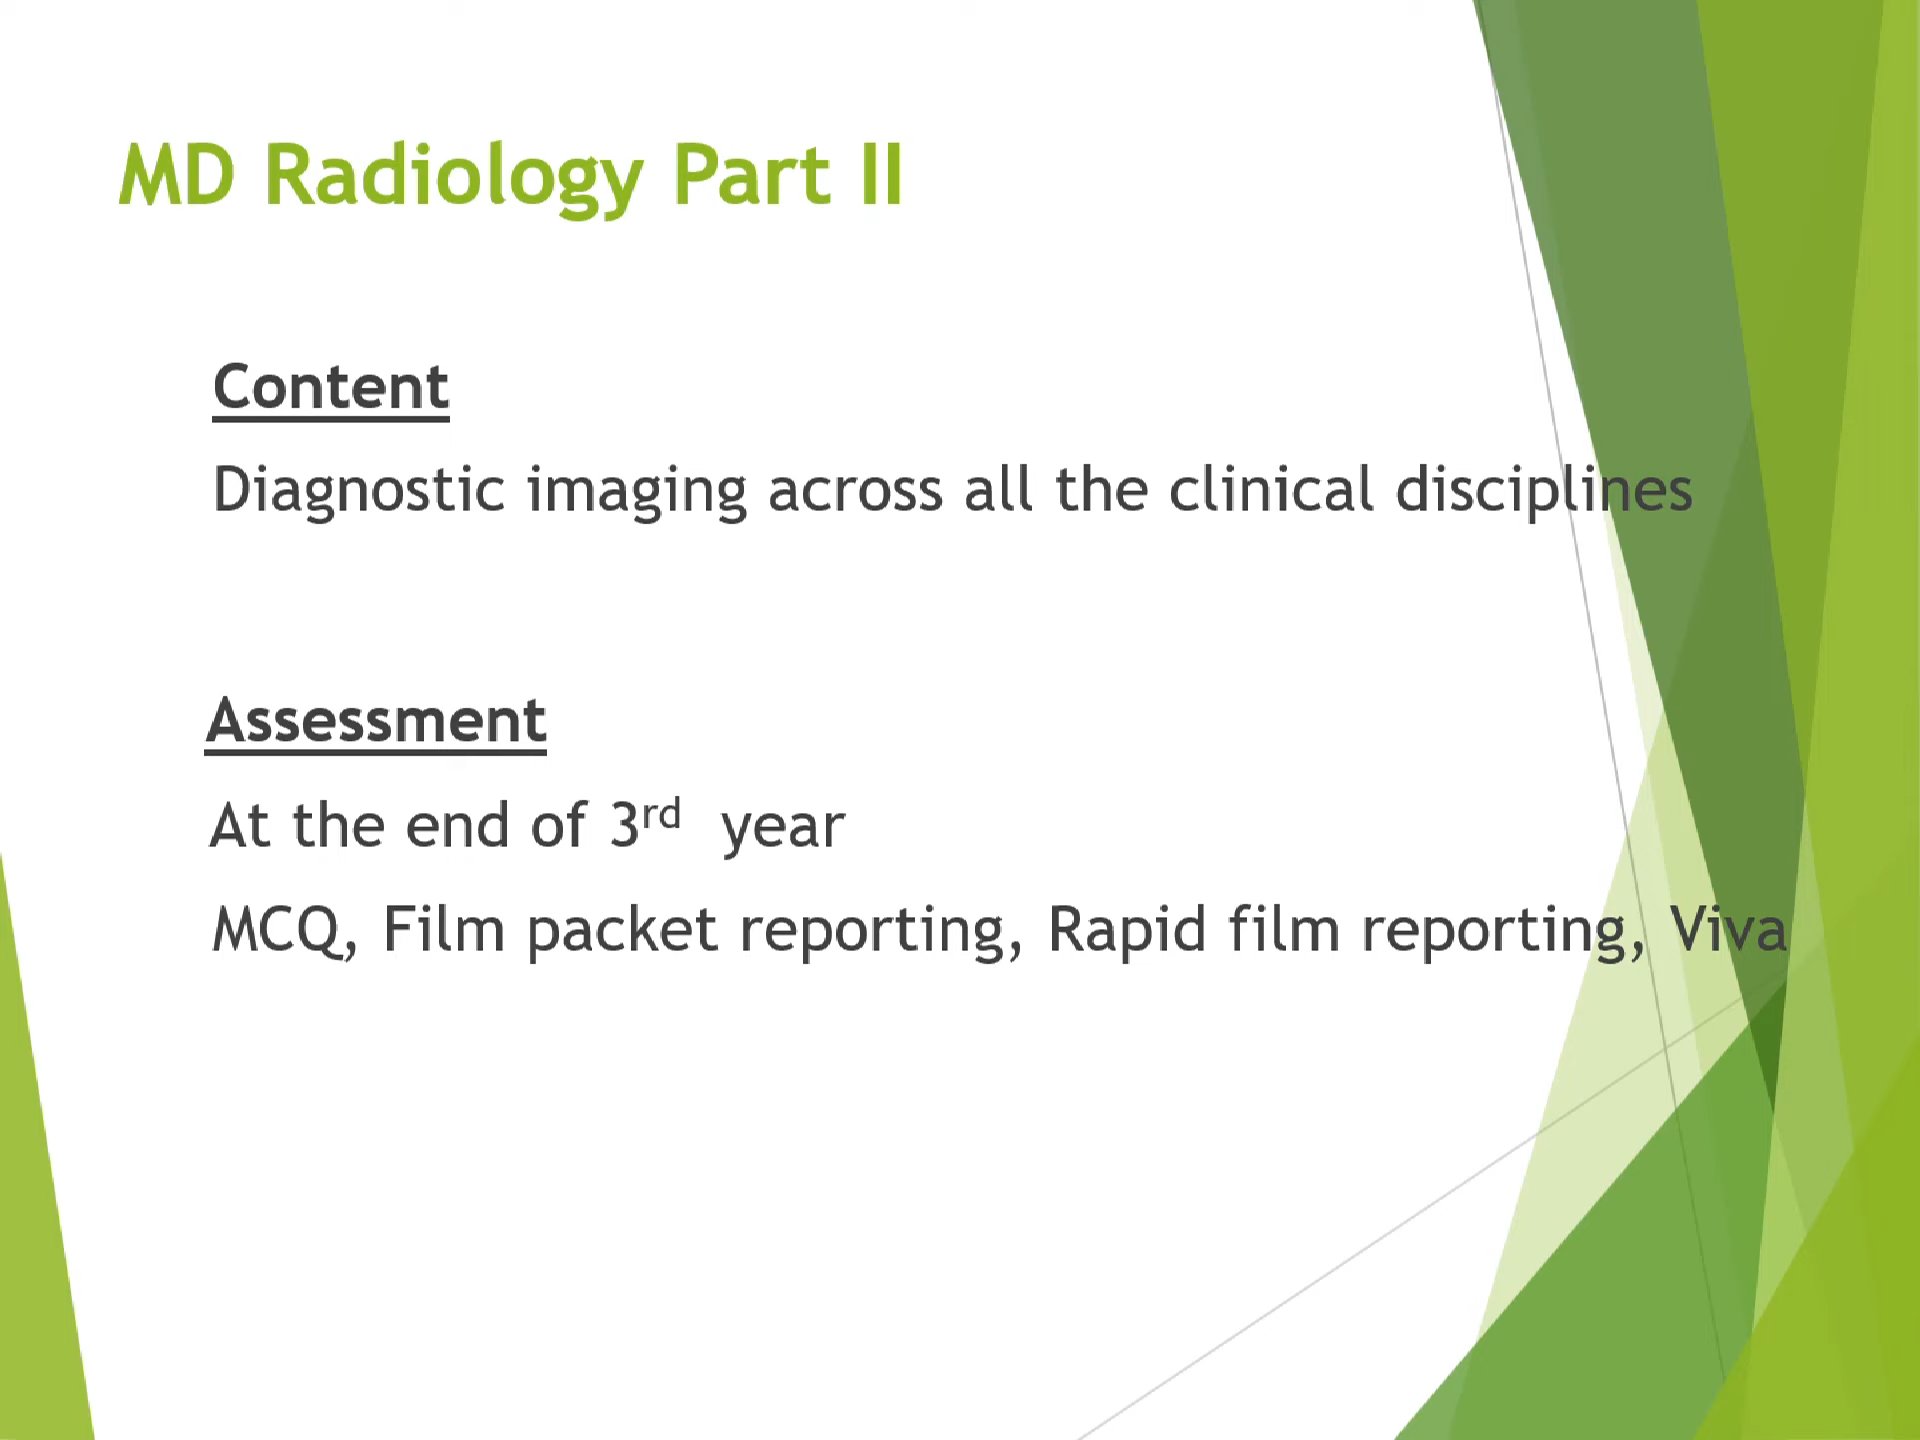 MD Radiology Part II
Content
Diagnostic imaging across all the clinical disciplines
Assessment
At the end of 3rd year
MCQ, Film packet reporting, Rapid film reporting, Viva